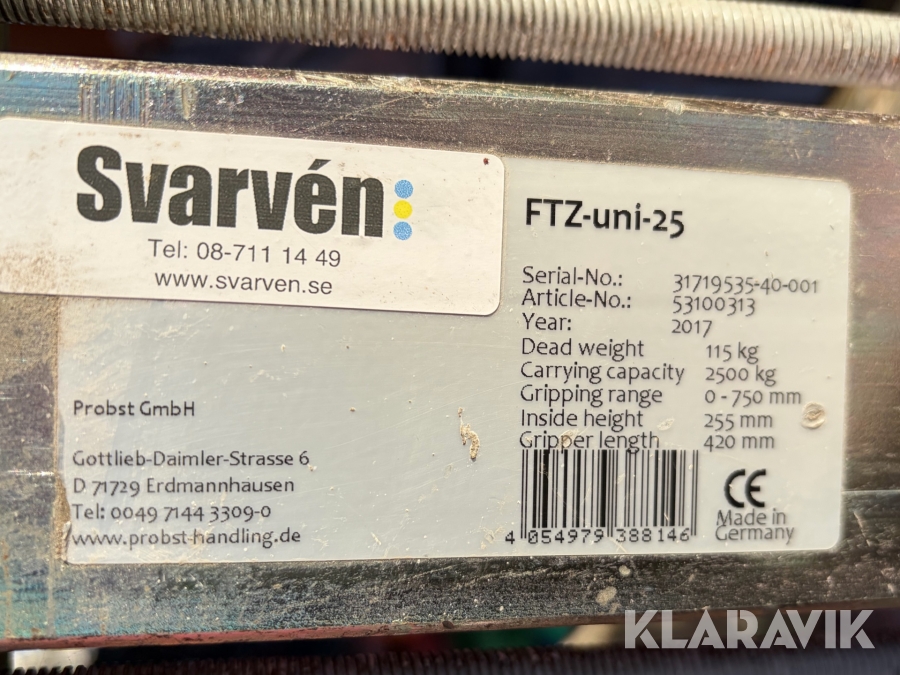 Svarvén
Tel: 08-711 14 49
www.svarven.se
FTZ-uni-25
Serial-No.: 31719535-40-001
Article-No.: 53100313
Year: 2017
Dead weight 115 kg
Carrying capacity 2500 kg
Gripping range 0 - 750 mm
Inside height 255 mm
Gripper length 420 mm
Probst GmbH
Gottlieb-Daimler-Strasse 6
D 71729 Erdmannhausen
Tel: 0049 7144 3309-0
www.probst-handling.de
4 054979 388146
CE
Made in
Germany
KLARAVIK